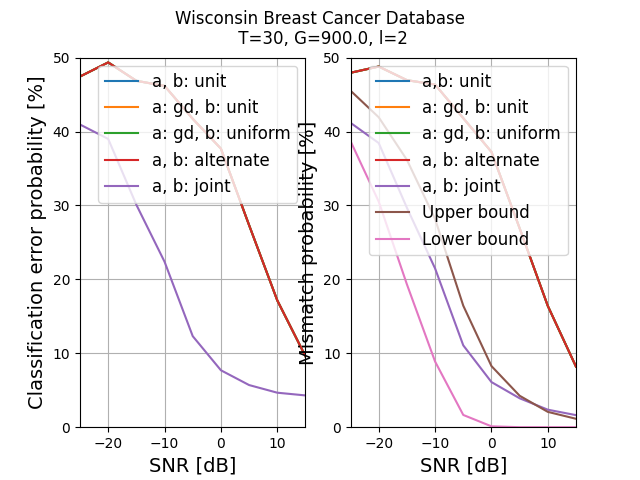 Wisconsin Breast Cancer Database
T=30, G=900.0, l=2
Classification error probability [%]
50
40
30
20
10
0
−20
−10
0
10
SNR [dB]
a, b: unit
a: gd, b: unit
a: gd, b: uniform
a, b: alternate
a, b: joint
Mismatch probability [%]
50
40
30
20
10
0
−20
−10
0
10
SNR [dB]
a,b: unit
a: gd, b: unit
a: gd, b: uniform
a, b: alternate
a, b: joint
Upper bound
Lower bound